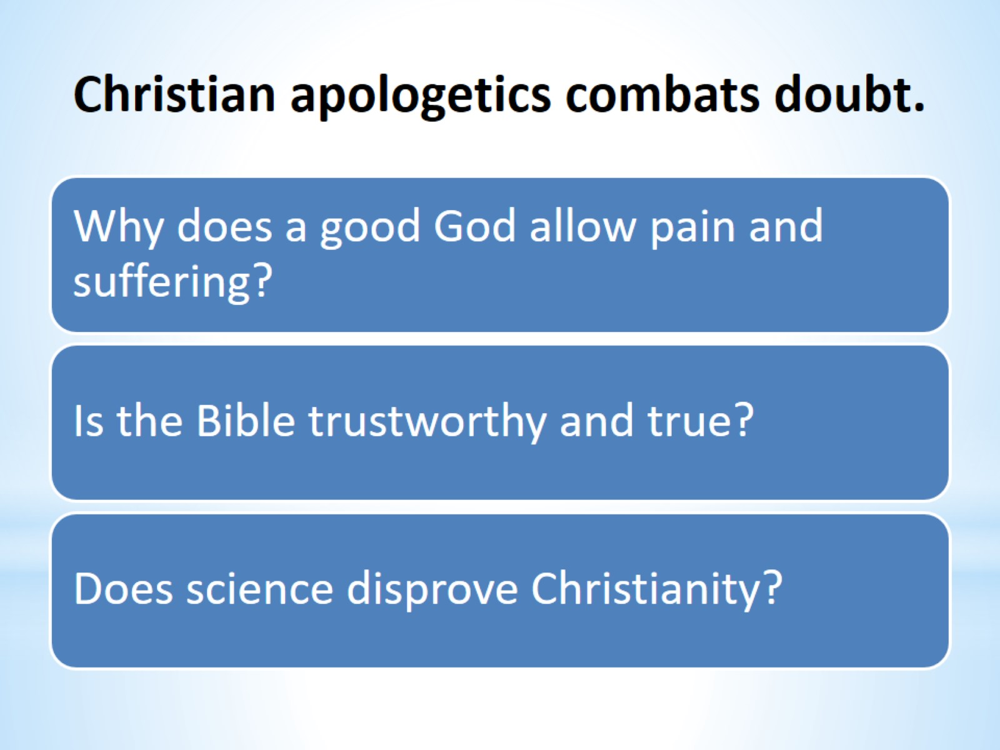 Christian apologetics combats doubt.
Why does a good God allow pain and
suffering?
Is the Bible trustworthy and true?
Does science disprove Christianity?